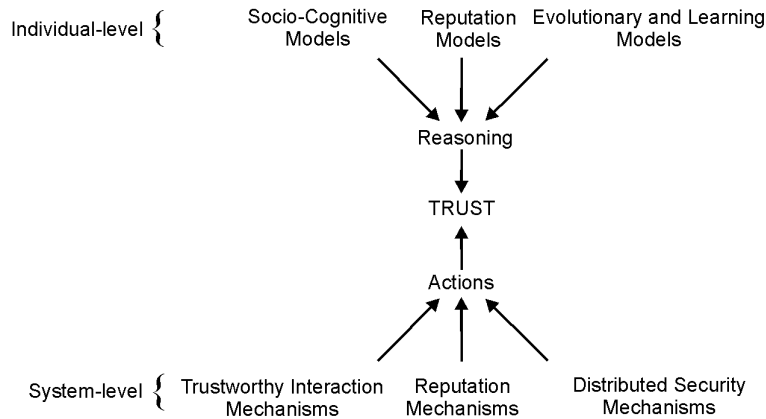 Individual-level {
Socio-Cognitive
Models
Reputation
Models
Evolutionary and Learning
Models
Reasoning
TRUST
Actions
System-level {
Trustworthy Interaction
Mechanisms
Reputation
Mechanisms
Distributed Security
Mechanisms